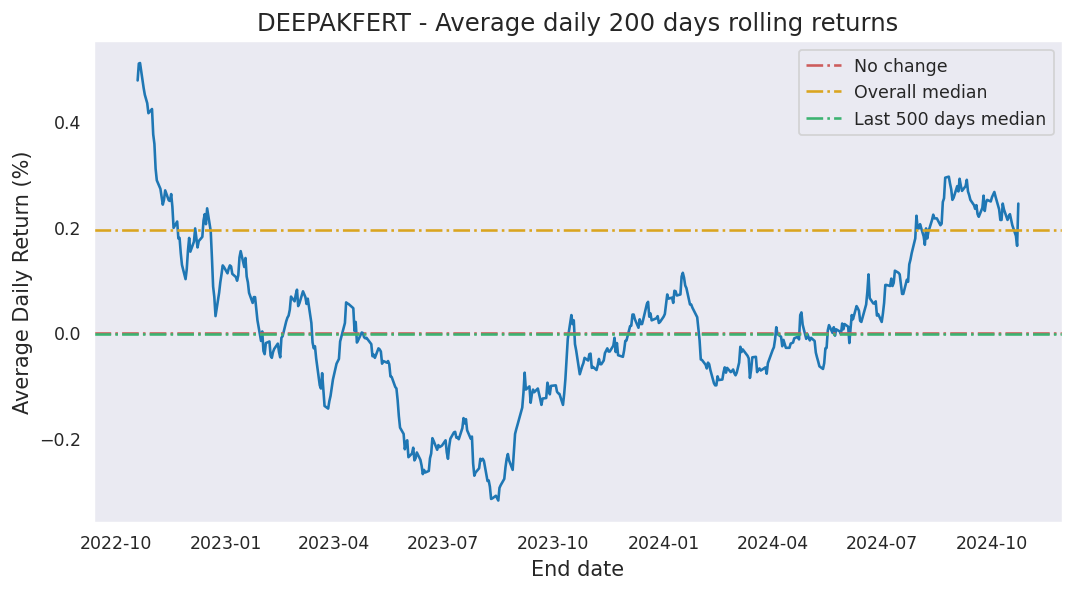 DEEPAKFERT - Average daily 200 days rolling returns
No change
Overall median
Last 500 days median
Average Daily Return (%)
0.4
0.2
0.0
−0.2
2022-10 2023-01 2023-04 2023-07 2023-10 2024-01 2024-04 2024-07 2024-10
End date